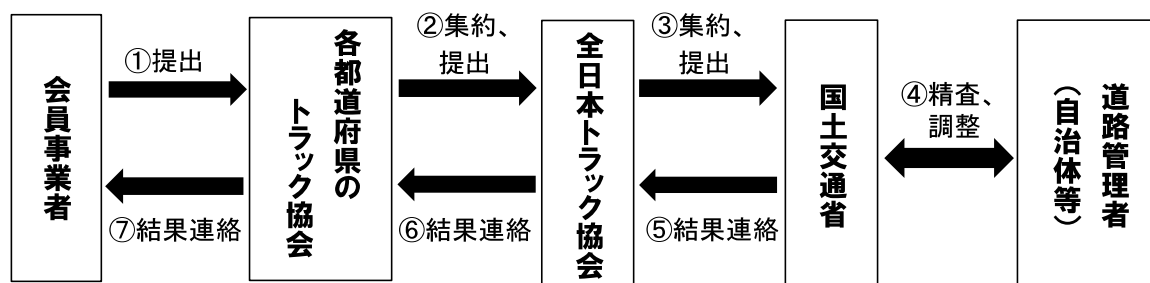 会員事業者
①提出
⑦結果連絡
各都道府県の
トラック協会
②集約、
提出
⑥結果連絡
全日本トラック協会
③集約、
提出
⑤結果連絡
国土交通省
④精査、
調整
道路管理者
（自治体等）